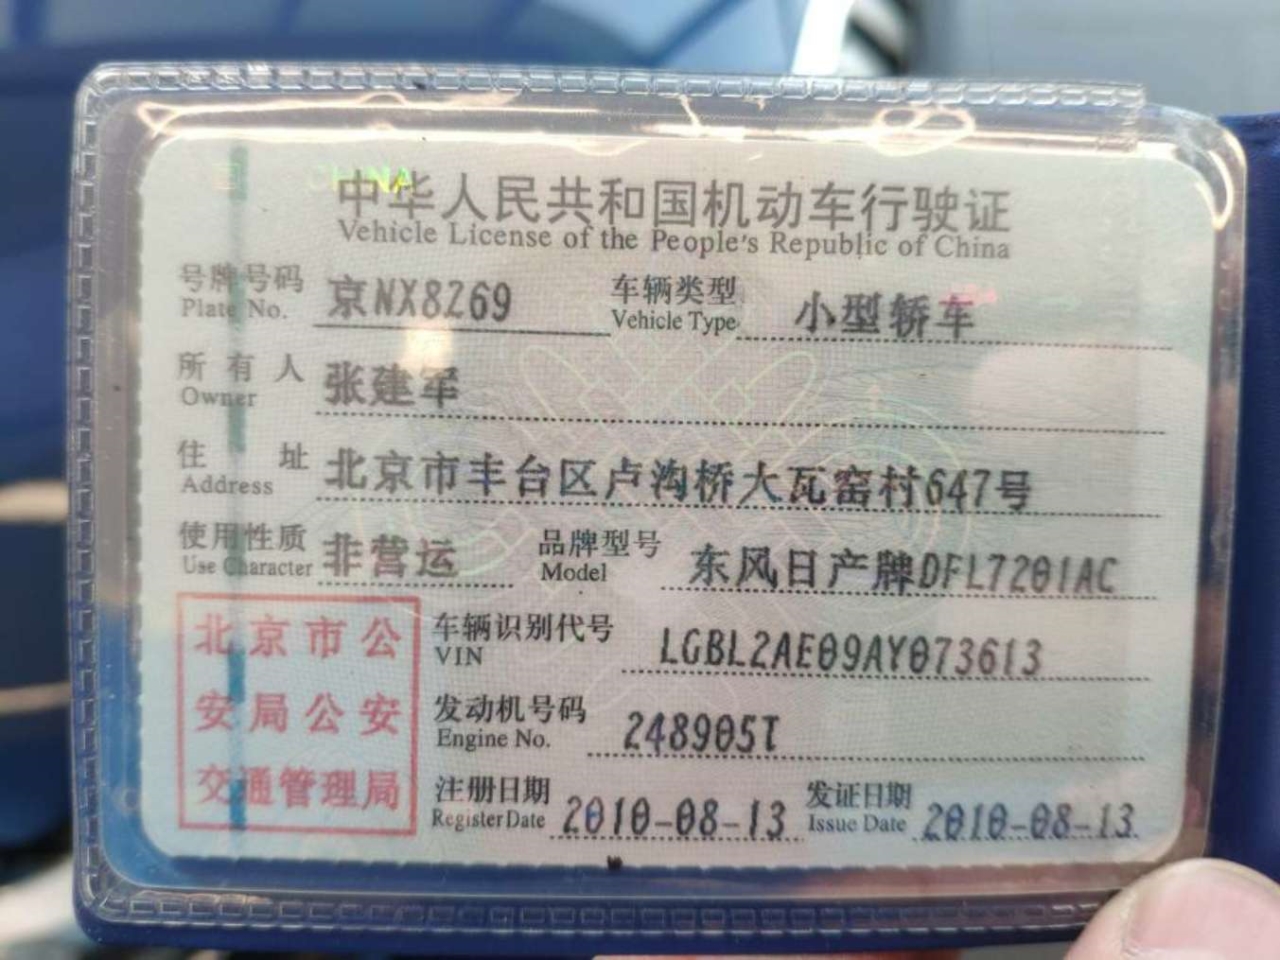 CHINA
中华人民共和国机动车行驶证
Vehicle License of the People's Republic of China
号牌号码 京NX8Z69 车辆类型 小型轿车
Plate No. Vehicle Type
所有人 张建军
Owner
住址 北京市丰台区卢沟桥大瓦窑村647号
Address
使用性质 非营运 品牌型号 东风日产牌DFL7201AC
Use Character Model
北京市公
安局公安
交通管理局
车辆识别代号 LGBL2AE09AY073613
VIN
发动机号码 248905T
Engine No.
注册日期 2010-08-13 发证日期 2010-08-13
Register Date Issue Date